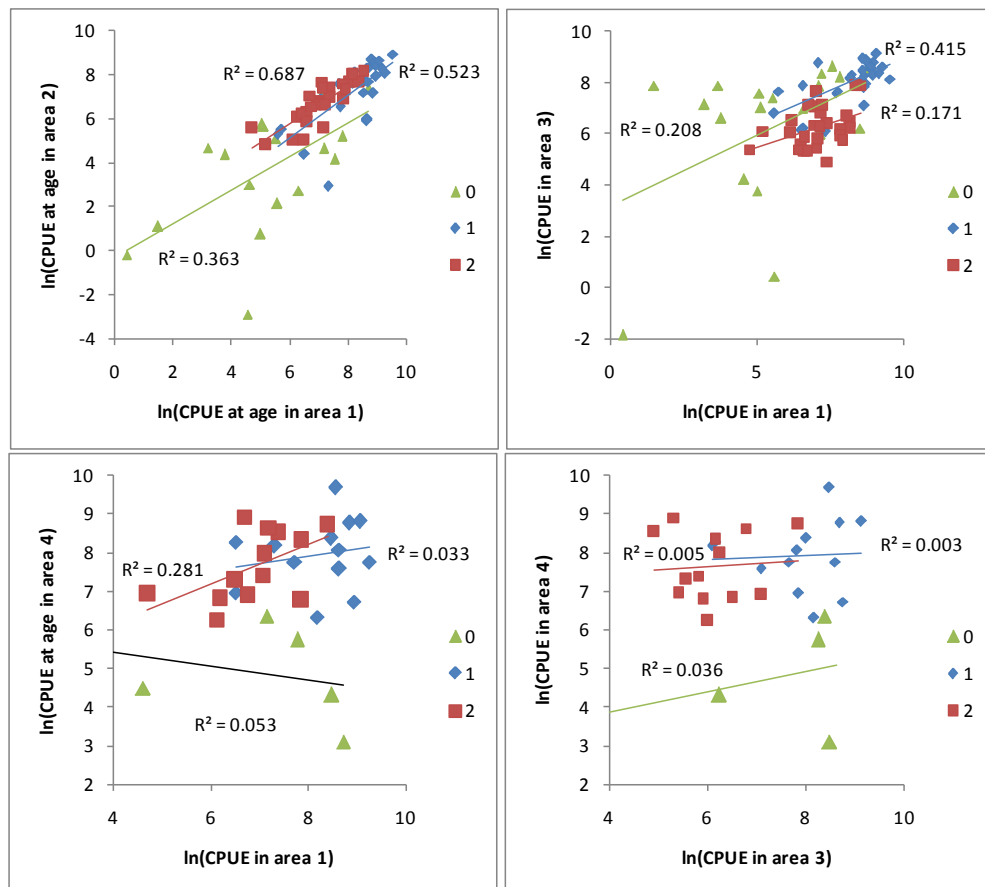 ln(CPUE at age in area 2)
10
8
6
4
2
0
-2
-4
R² = 0.687
R² = 0.523
R² = 0.363
0
1
2
0 2 4 6 8 10
ln(CPUE at age in area 1)
ln(CPUE in area 3)
10
8
6
4
2
0
-2
R² = 0.415
R² = 0.171
R² = 0.208
0
1
2
0 5 10
ln(CPUE in area 1)
ln(CPUE at age in area 4)
10
9
8
7
6
5
4
3
2
R² = 0.033
R² = 0.281
R² = 0.053
0
1
2
4 6 8 10
ln(CPUE in area 1)
ln(CPUE in area 4)
10
9
8
7
6
5
4
3
2
R² = 0.005
R² = 0.003
R² = 0.036
0
1
2
4 6 8 10
ln(CPUE in area 3)